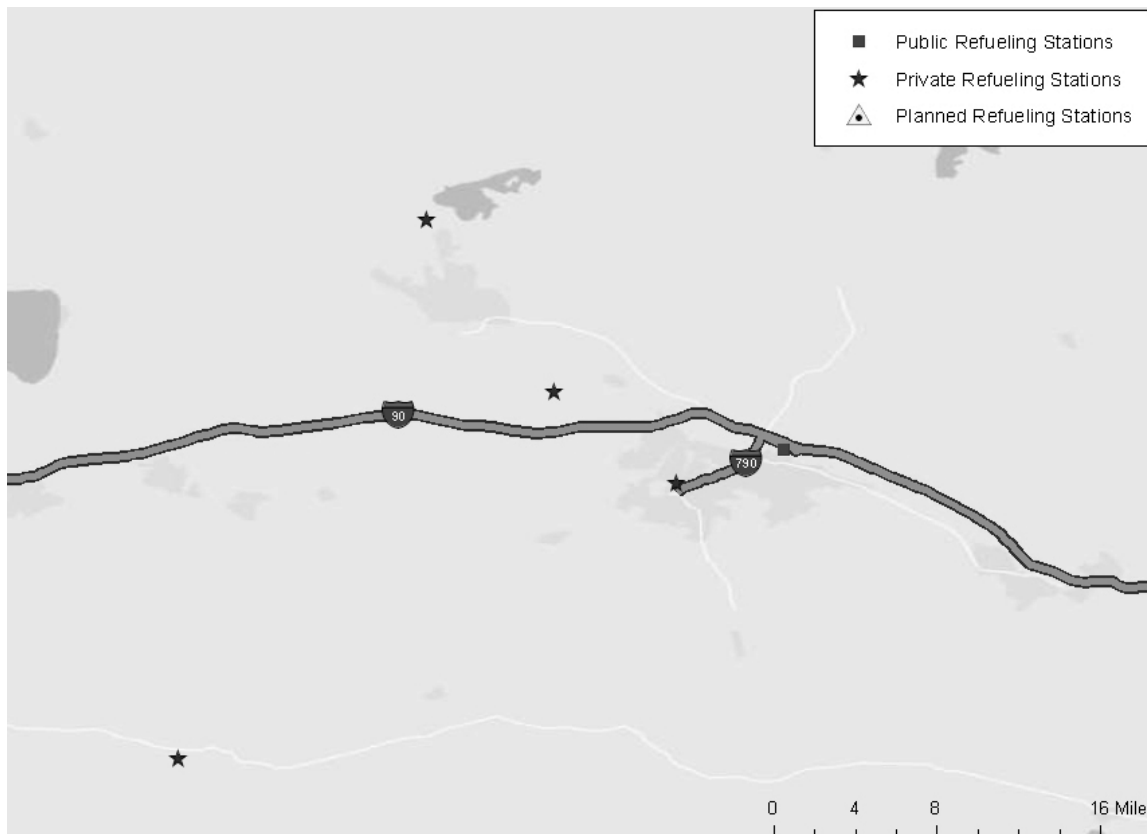 Public Refueling Stations
Private Refueling Stations
Planned Refueling Stations
90
790
0 4 8 16 Mile